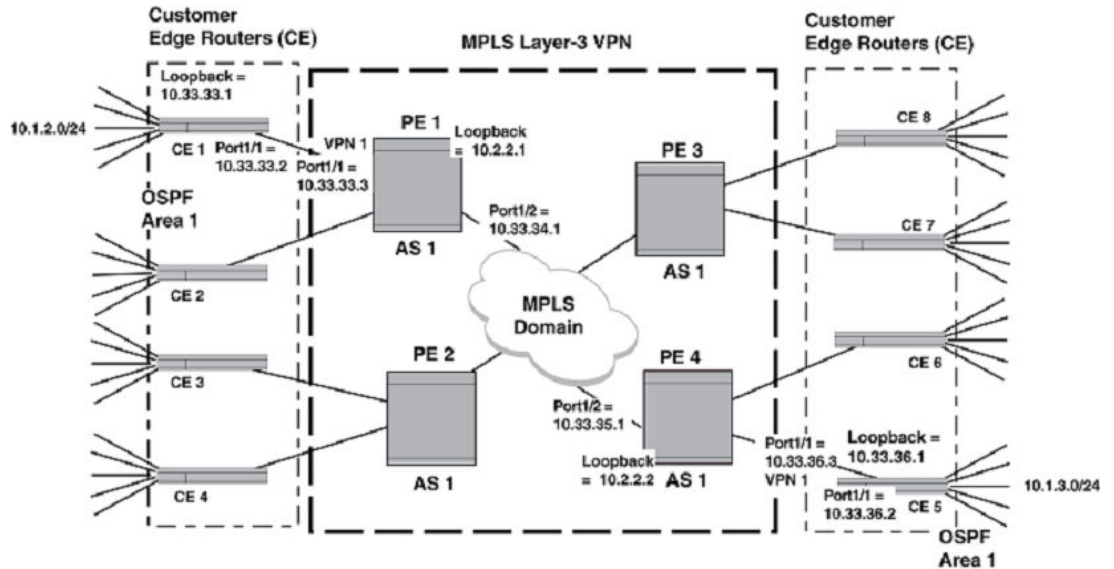 Customer
Edge Routers (CE)
MPLS Layer-3 VPN
Customer
Edge Routers (CE)
Loopback =
10.33.33.1
10.1.2.0/24
CE 1
Port1/1=
10.33.33.2
VPN 1
Port1/1=
10.33.33.3
PE 1
Loopback
= 10.2.2.1
AS 1
Port1/2=
10.33.34.1
OSPF
Area 1
CE 2
CE 3
CE 4
PE 2
AS 1
MPLS
Domain
PE 3
AS 1
CE 8
CE 7
CE 6
PE 4
AS 1
Port1/2=
10.33.35.1
Loopback
= 10.2.2.2
Port1/1=
10.33.36.3
VPN 1
Loopback =
10.33.36.1
Port1/1=
10.33.36.2
CE 5
10.1.3.0/24
OSPF
Area 1